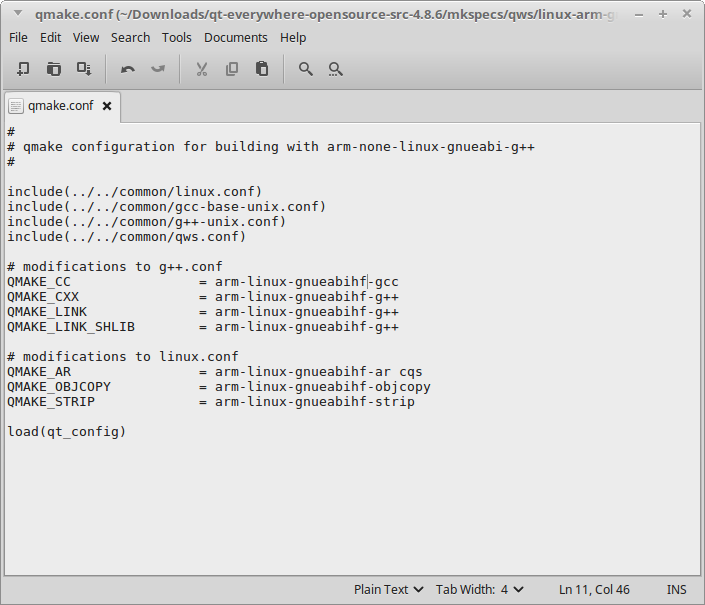 qmake.conf (~/Downloads/qt-everywhere-opensource-src-4.8.6/mkspecs/qws/linux-arm-g
File Edit View Search Tools Documents Help
qmake.conf
#
# qmake configuration for building with arm-none-linux-gnueabi-g++
#
include(../../common/linux.conf)
include(../../common/gcc-base-unix.conf)
include(../../common/g++-unix.conf)
include(../../common/qws.conf)
# modifications to g++.conf
QMAKE_CC                = arm-linux-gnueabihf-gcc
QMAKE_CXX               = arm-linux-gnueabihf-g++
QMAKE_LINK              = arm-linux-gnueabihf-g++
QMAKE_LINK_SHLIB        = arm-linux-gnueabihf-g++
# modifications to linux.conf
QMAKE_AR                = arm-linux-gnueabihf-ar cqs
QMAKE_OBJCOPY           = arm-linux-gnueabihf-objcopy
QMAKE_STRIP             = arm-linux-gnueabihf-strip
load(qt_config)
Plain Text Tab Width: 4 Ln 11, Col 46 INS